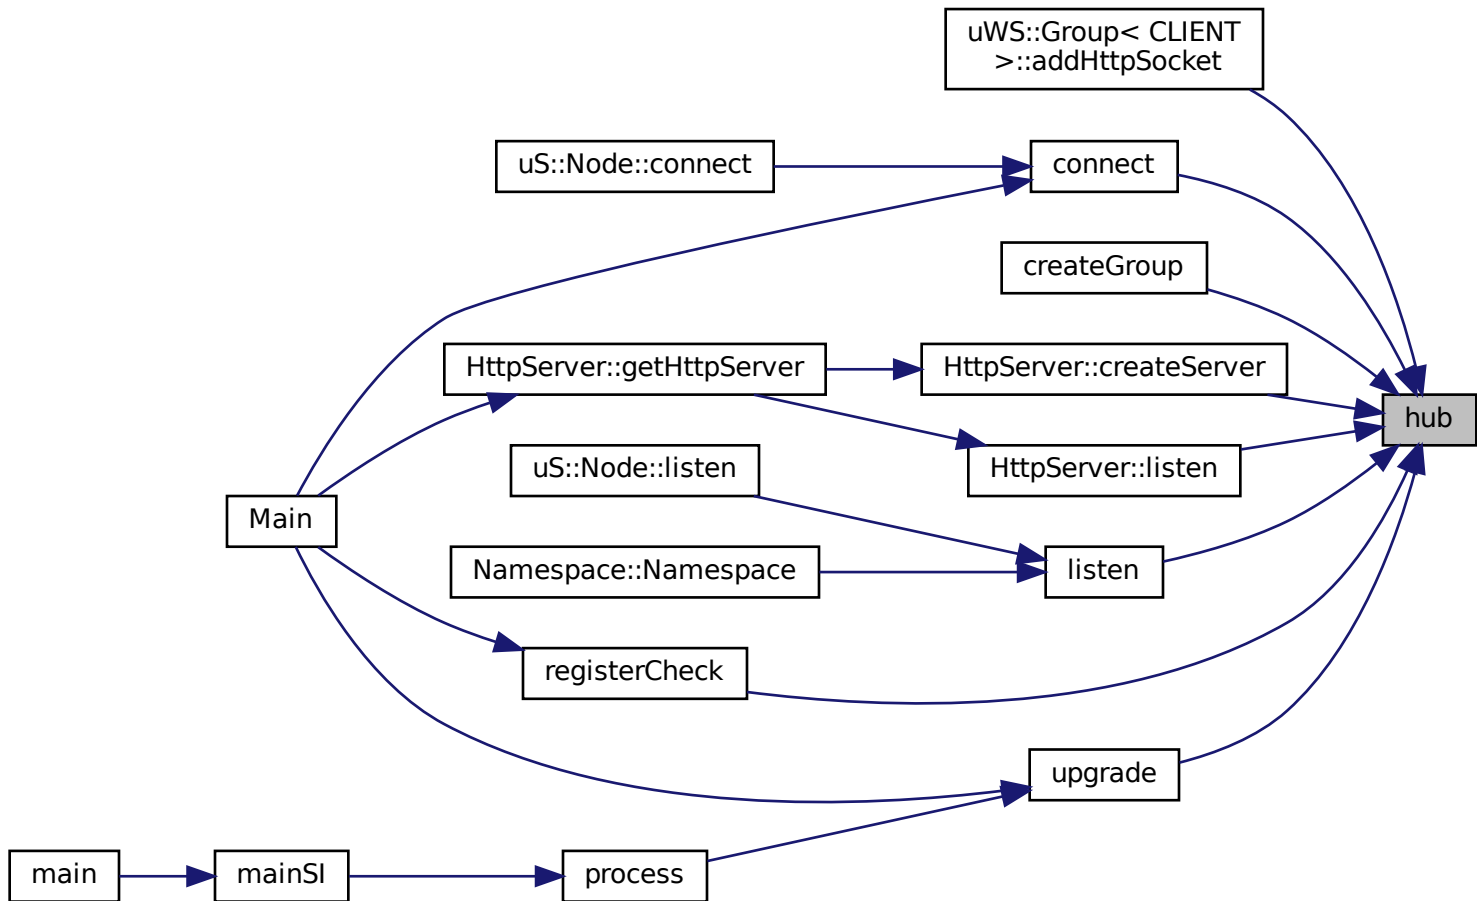 uWS::Group< CLIENT
>::addHttpSocket
uS::Node::connect
connect
createGroup
HttpServer::getHttpServer
HttpServer::createServer
hub
uS::Node::listen
HttpServer::listen
Main
Namespace::Namespace
listen
registerCheck
upgrade
main
mainSI
process